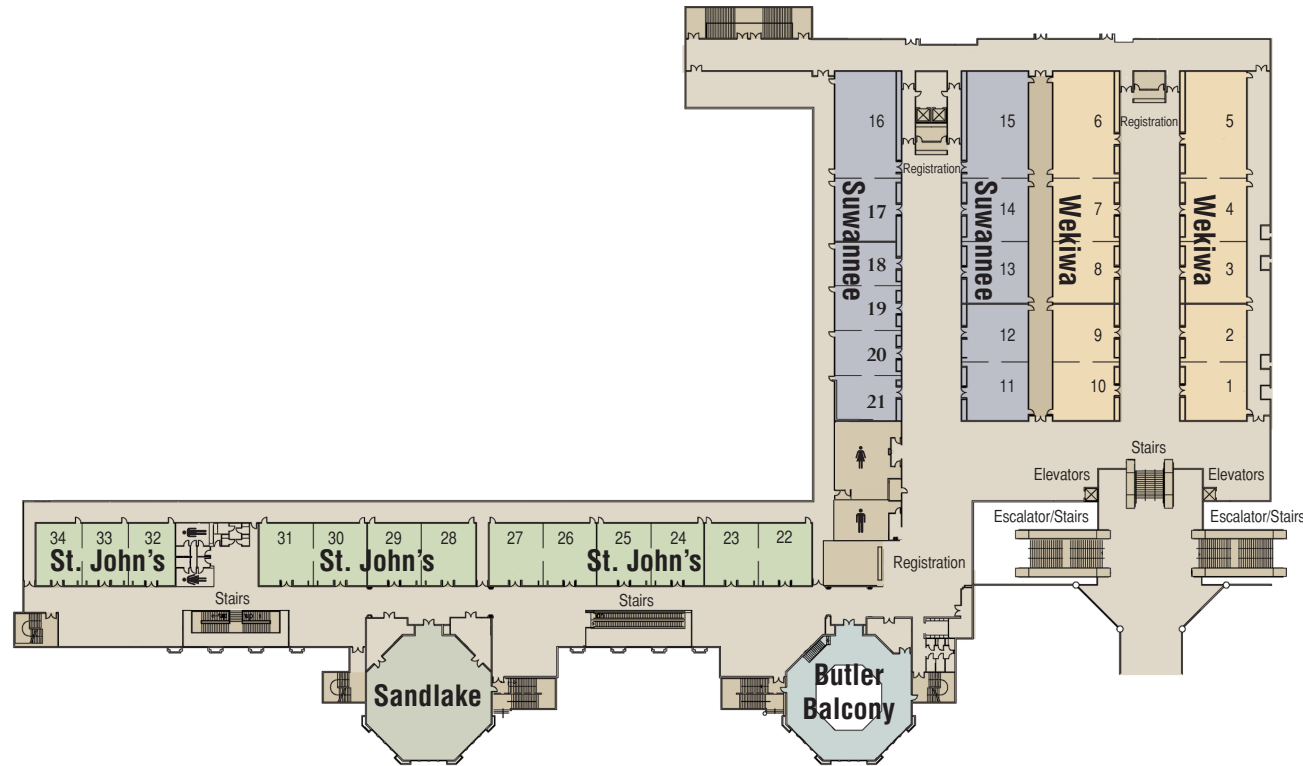 16
15
6
Registration
5
Registration
Suwannee
17
Suwannee
14
Wekiwa
7
Wekiwa
4
18
13
8
3
19
12
9
2
20
21
11
10
1
Stairs
Elevators
Elevators
Escalator/Stairs
Escalator/Stairs
34
33
32
St. John's
31
30
29
28
St. John's
27
26
25
24
23
22
St. John's
Registration
Stairs
Stairs
Sandlake
Butler
Balcony